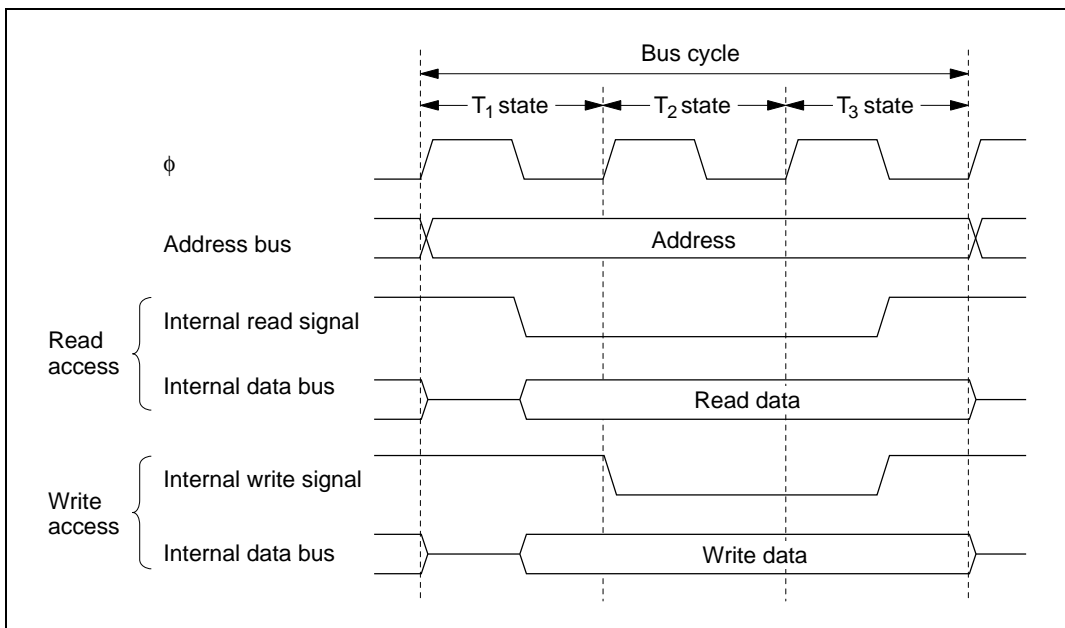 Bus cycle
T₁ state T₂ state T₃ state
ϕ
Address bus Address
Read access
Internal read signal
Internal data bus Read data
Write access
Internal write signal
Internal data bus Write data